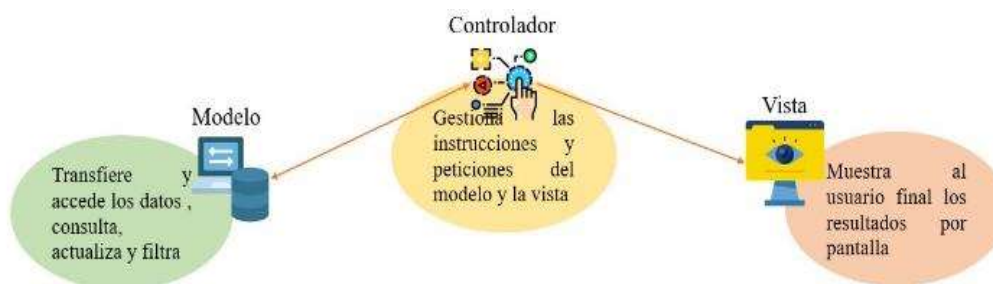 Controlador
Gestiona las
instrucciones y
peticiones del
modelo y la vista
Modelo
Transfiere y
accede los datos ,
consulta,
actualiza y filtra
Vista
Muestra al
usuario final los
resultados por
pantalla